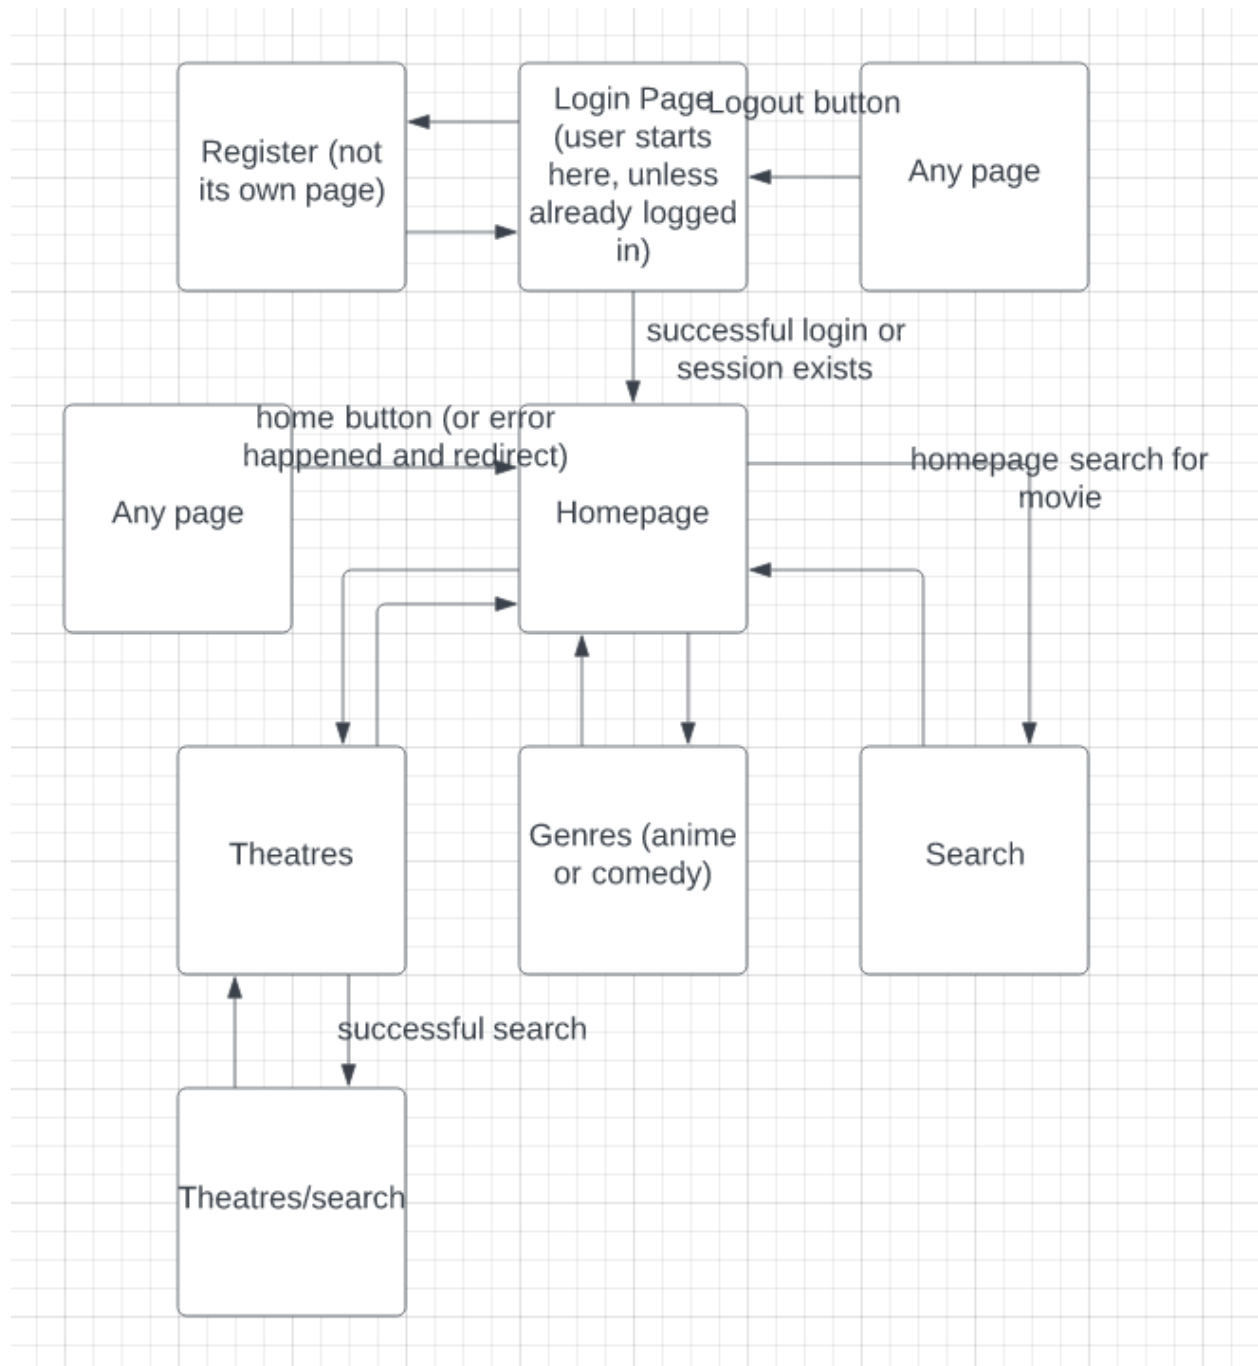 Register (not
its own page)
Login Page
(user starts
here, unless
already logged
in)
Logout button
Any page
successful login or
session exists
Any page
home button (or error
happened and redirect)
Homepage
homepage search for
movie
Theatres
Genres (anime
or comedy)
Search
successful search
Theatres/search